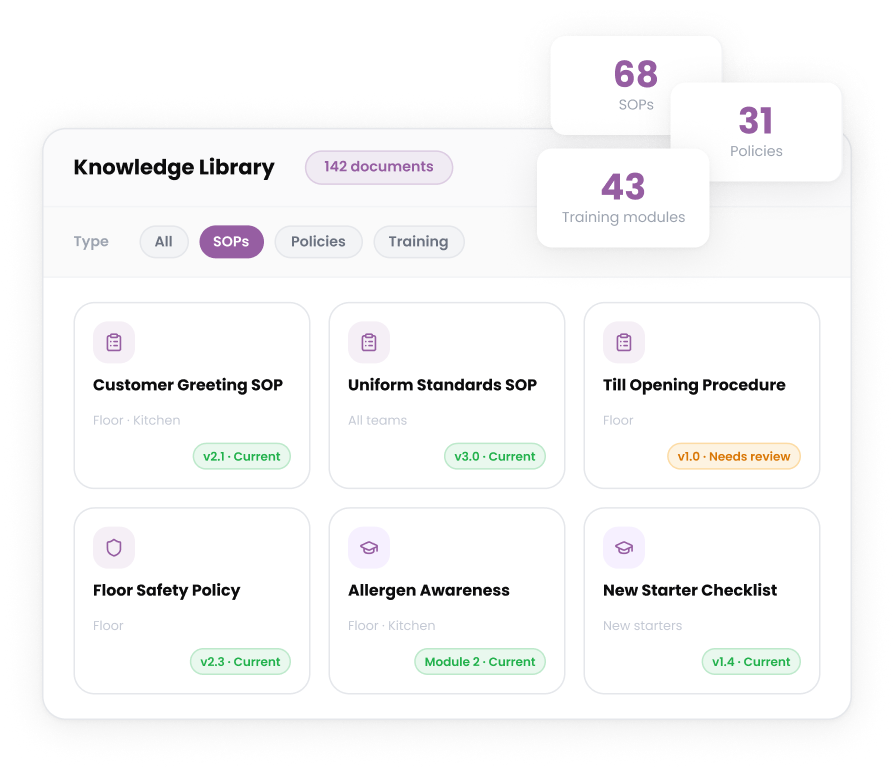 68
SOPs
31
Policies
43
Training modules
Knowledge Library
142 documents
Type
All
SOPs
Policies
Training
Customer Greeting SOP
Floor · Kitchen
v2.1 · Current
Uniform Standards SOP
All teams
v3.0 · Current
Till Opening Procedure
Floor
v1.0 · Needs review
Floor Safety Policy
Floor
v2.3 · Current
Allergen Awareness
Floor · Kitchen
Module 2 · Current
New Starter Checklist
New starters
v1.4 · Current